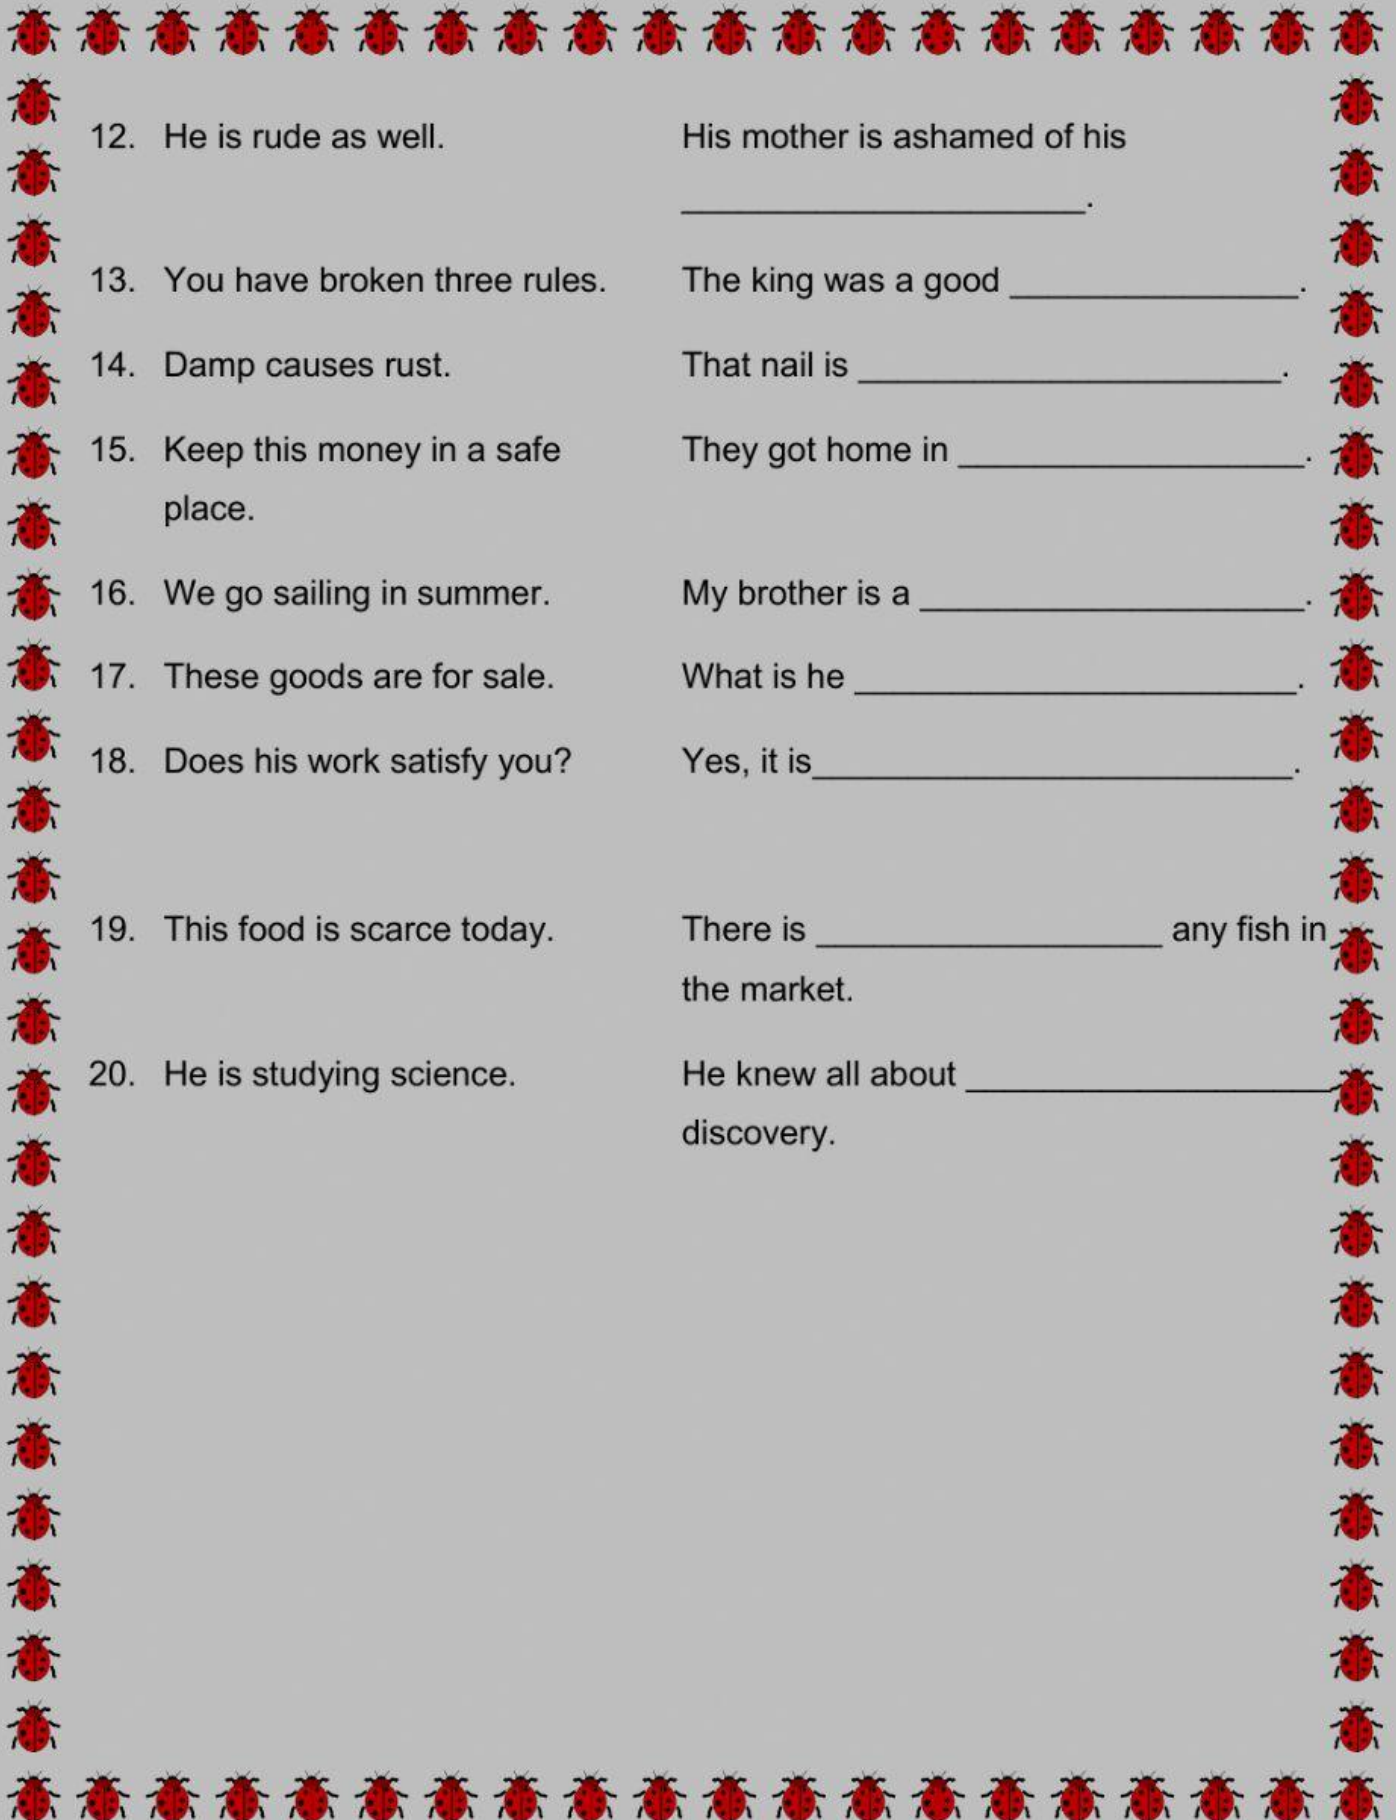 12. He is rude as well. His mother is ashamed of his
______________________.
13. You have broken three rules. The king was a good ________________.
14. Damp causes rust. That nail is _______________________.
15. Keep this money in a safe They got home in ___________________.
place.
16. We go sailing in summer. My brother is a _____________________.
17. These goods are for sale. What is he ________________________.
18. Does his work satisfy you? Yes, it is__________________________.
19. This food is scarce today. There is ___________________ any fish in
the market.
20. He is studying science. He knew all about ____________________
discovery.